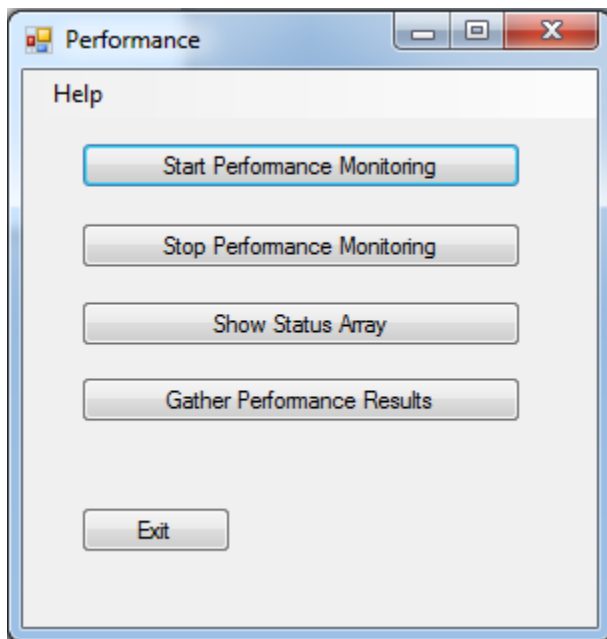 Performance
Help
Start Performance Monitoring
Stop Performance Monitoring
Show Status Array
Gather Performance Results
Exit